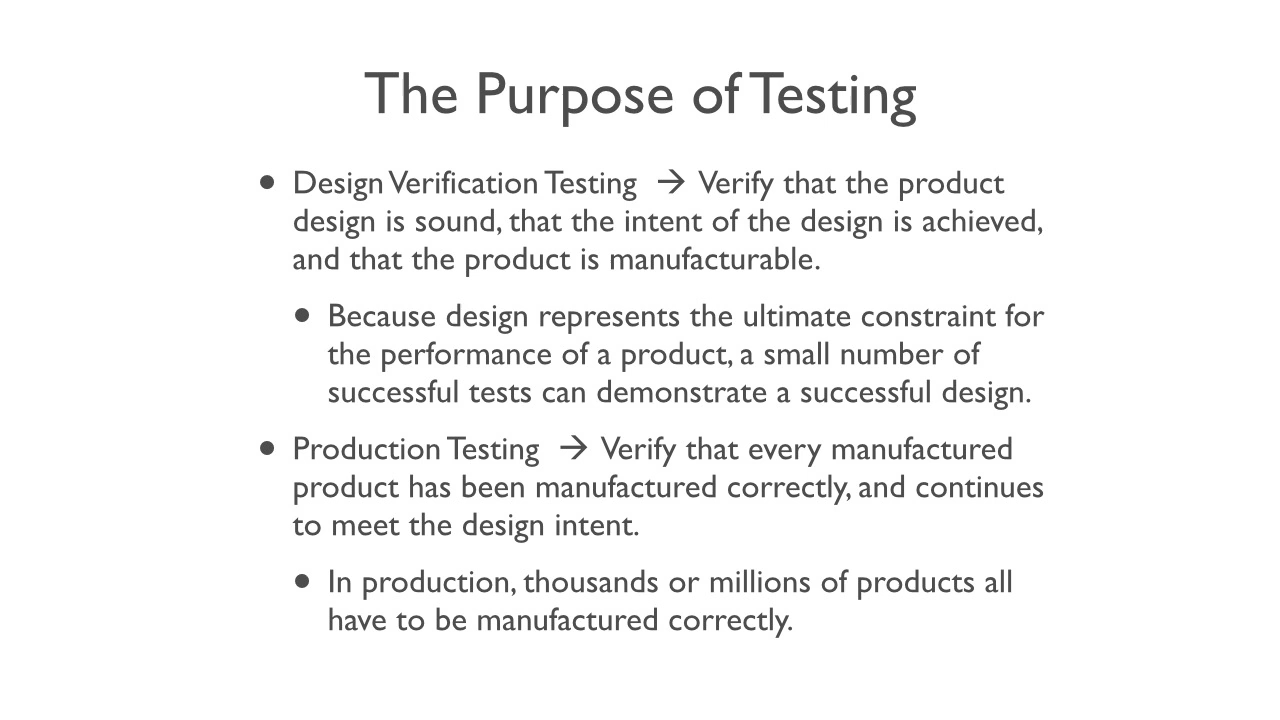 The Purpose of Testing
• Design Verification Testing → Verify that the product
design is sound, that the intent of the design is achieved,
and that the product is manufacturable.
• Because design represents the ultimate constraint for
the performance of a product, a small number of
successful tests can demonstrate a successful design.
• Production Testing → Verify that every manufactured
product has been manufactured correctly, and continues
to meet the design intent.
• In production, thousands or millions of products all
have to be manufactured correctly.